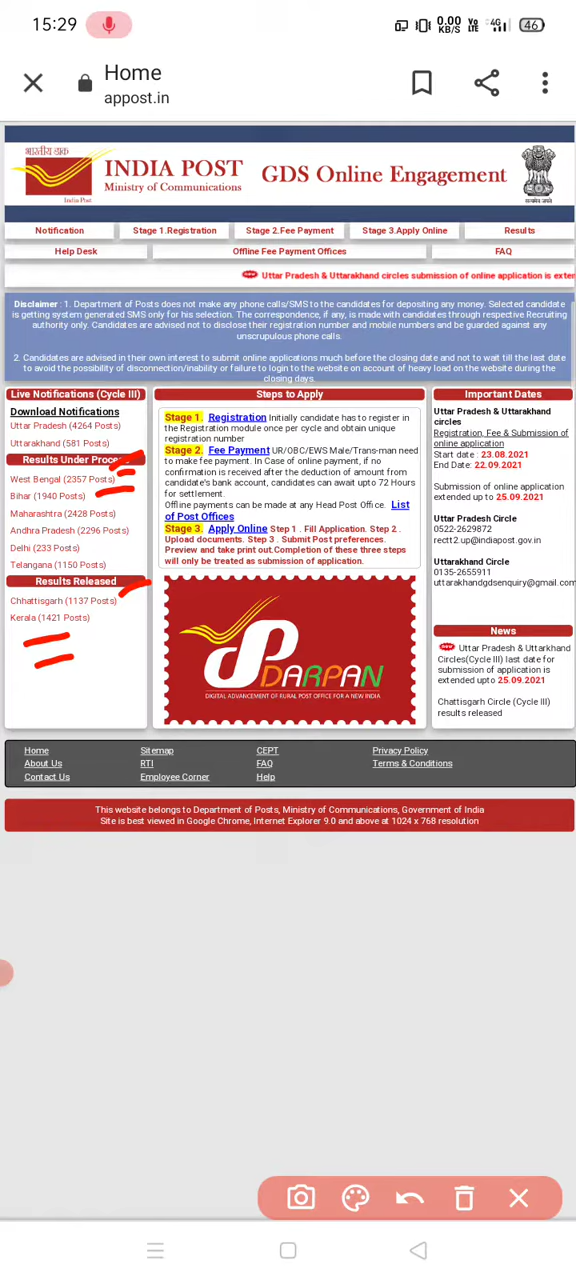 15:29
0.00
KB/S
Vo
LTE
4G
46
Home
appost.in
भारतीय डाक
India Post
INDIA POST
Ministry of Communications
GDS Online Engagement
सत्यमेव जयते
Notification
Stage 1.Registration
Stage 2.Fee Payment
Stage 3.Apply Online
Results
Help Desk
Offline Fee Payment Offices
FAQ
Uttar Pradesh & Uttarakhand circles submission of online application is exter
Disclaimer : 1. Department of Posts does not make any phone calls/SMS to the candidates for depositing any money. Selected candidate
is getting system generated SMS only for his selection. The correspondence, if any, is made with candidates through respective Recruiting
authority only. Candidates are advised not to disclose their registration number and mobile numbers and be guarded against any
unscrupulous phone calls.
2. Candidates are advised in their own interest to submit online applications much before the closing date and not to wait till the last date
to avoid the possibility of disconnection/inability or failure to login to the website on account of heavy load on the website during the
closing days.
Live Notifications (Cycle III)
Download Notifications
Uttar Pradesh (4264 Posts)
Uttarakhand (581 Posts)
Results Under Process
West Bengal (2357 Posts)
Bihar (1940 Posts)
Maharashtra (2428 Posts)
Andhra Pradesh (2296 Posts)
Delhi (233 Posts)
Telangana (1150 Posts)
Results Released
Chhattisgarh (1137 Posts)
Kerala (1421 Posts)
Steps to Apply
Stage 1. Registration Initially candidate has to register in
the Registration module once per cycle and obtain unique
registration number
Stage 2. Fee Payment UR/OBC/EWS Male/Trans-man need
to make fee payment. In Case of online payment, if no
confirmation is received after the deduction of amount from
candidate's bank account, candidates can await upto 72 Hours
for settlement.
Offline payments can be made at any Head Post Office. List
of Post Offices
Stage 3. Apply Online Step 1 . Fill Application. Step 2 .
Upload documents. Step 3 . Submit Post preferences.
Preview and take print out.Completion of these three steps
will only be treated as submission of application.
DARPAN
DIGITAL ADVANCEMENT OF RURAL POST OFFICE FOR A NEW INDIA
Important Dates
Uttar Pradesh & Uttarakhand
circles
Registration, Fee & Submission of
online application
Start date : 23.08.2021
End Date: 22.09.2021
Submission of online application
extended up to 25.09.2021
Uttar Pradesh Circle
0522-2629872
rectt2.up@indiapost.gov.in
Uttarakhand Circle
0135-2655911
uttarakhandgdsenquiry@gmail.com
News
Uttar Pradesh & Uttarakhand
Circles(Cycle III) last date for
submission of application is
extended upto 25.09.2021
Chattisgarh Circle (Cycle III)
results released
Home
Sitemap
CEPT
Privacy Policy
About Us
RTI
FAQ
Terms & Conditions
Contact Us
Employee Corner
Help
This website belongs to Department of Posts, Ministry of Communications, Government of India
Site is best viewed in Google Chrome, Internet Explorer 9.0 and above at 1024 x 768 resolution